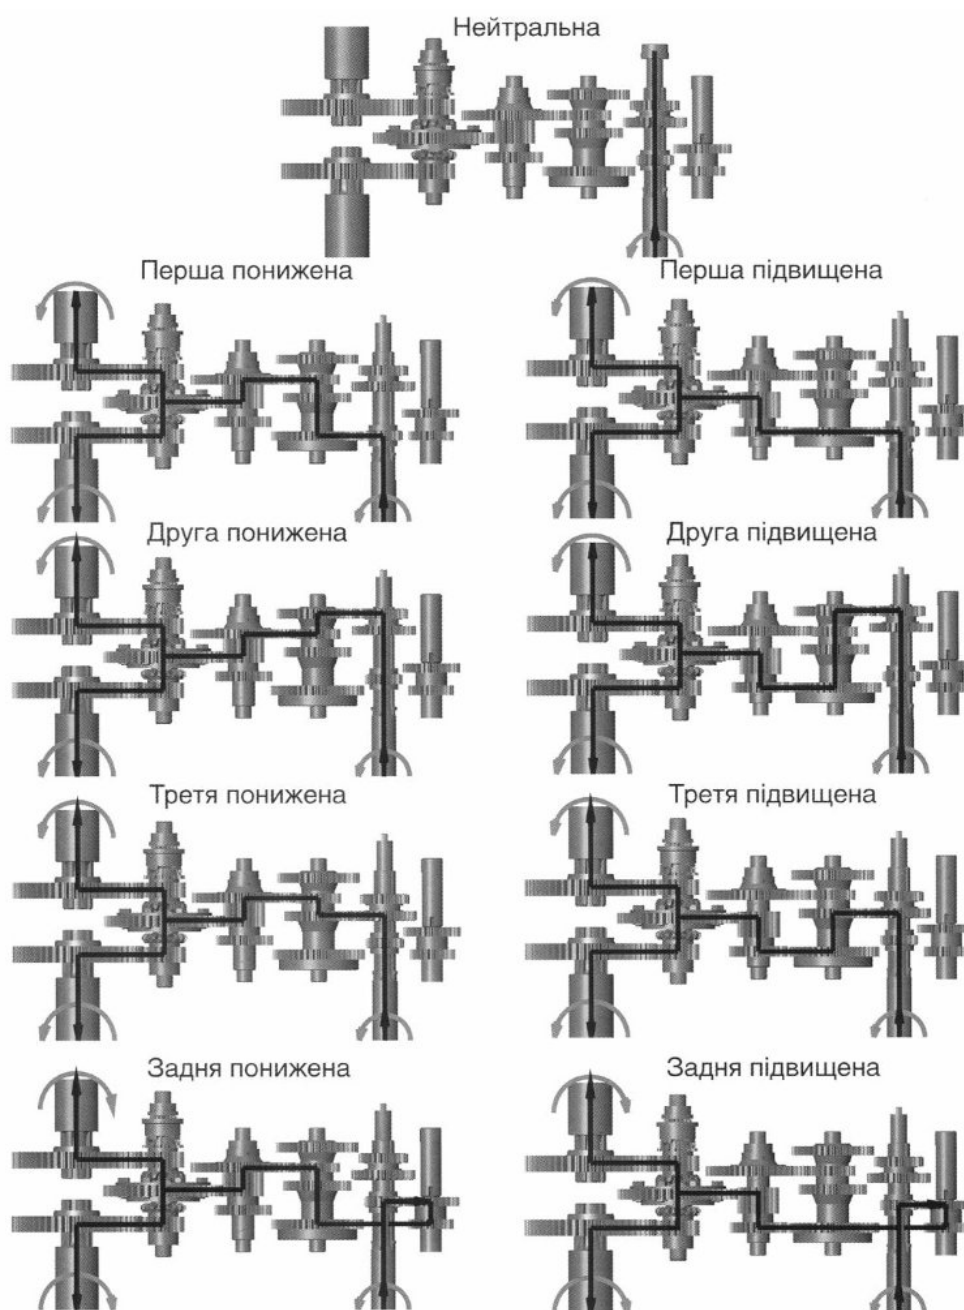 Нейтральна
Перша понижена
Перша підвищена
Друга понижена
Друга підвищена
Третя понижена
Третя підвищена
Задня понижена
Задня підвищена